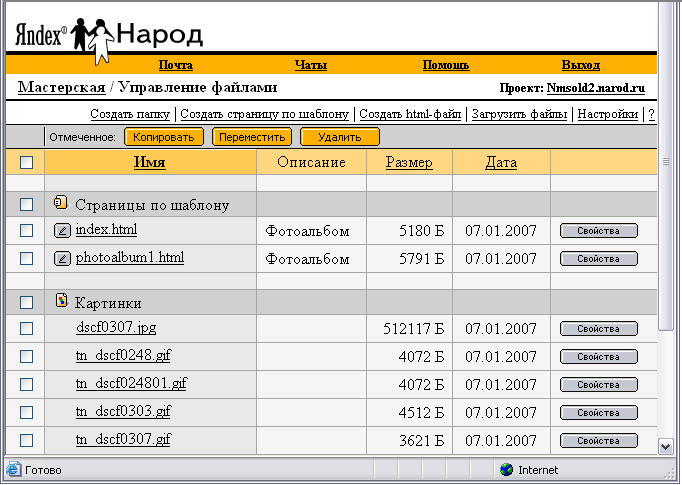 Яndex® Народ
Почта Чаты Помощь Выход
Мастерская / Управление файлами Проект: Nmsold2.narod.ru
Создать папку | Создать страницу по шаблону | Создать html-файл | Загрузить файлы | Настройки | ?
Отмеченное: Копировать Переместить Удалить
Имя Описание Размер Дата
Страницы по шаблону
index.html Фотоальбом 5180 Б 07.01.2007 Свойства
photoalbum1.html Фотоальбом 5791 Б 07.01.2007 Свойства
Картинки
dscf0307.jpg 512117 Б 07.01.2007 Свойства
tn_dscf0248.gif 4072 Б 07.01.2007 Свойства
tn_dscf024801.gif 4072 Б 07.01.2007 Свойства
tn_dscf0303.gif 4512 Б 07.01.2007 Свойства
tn_dscf0307.gif 3621 Б 07.01.2007 Свойства
Готово Internet